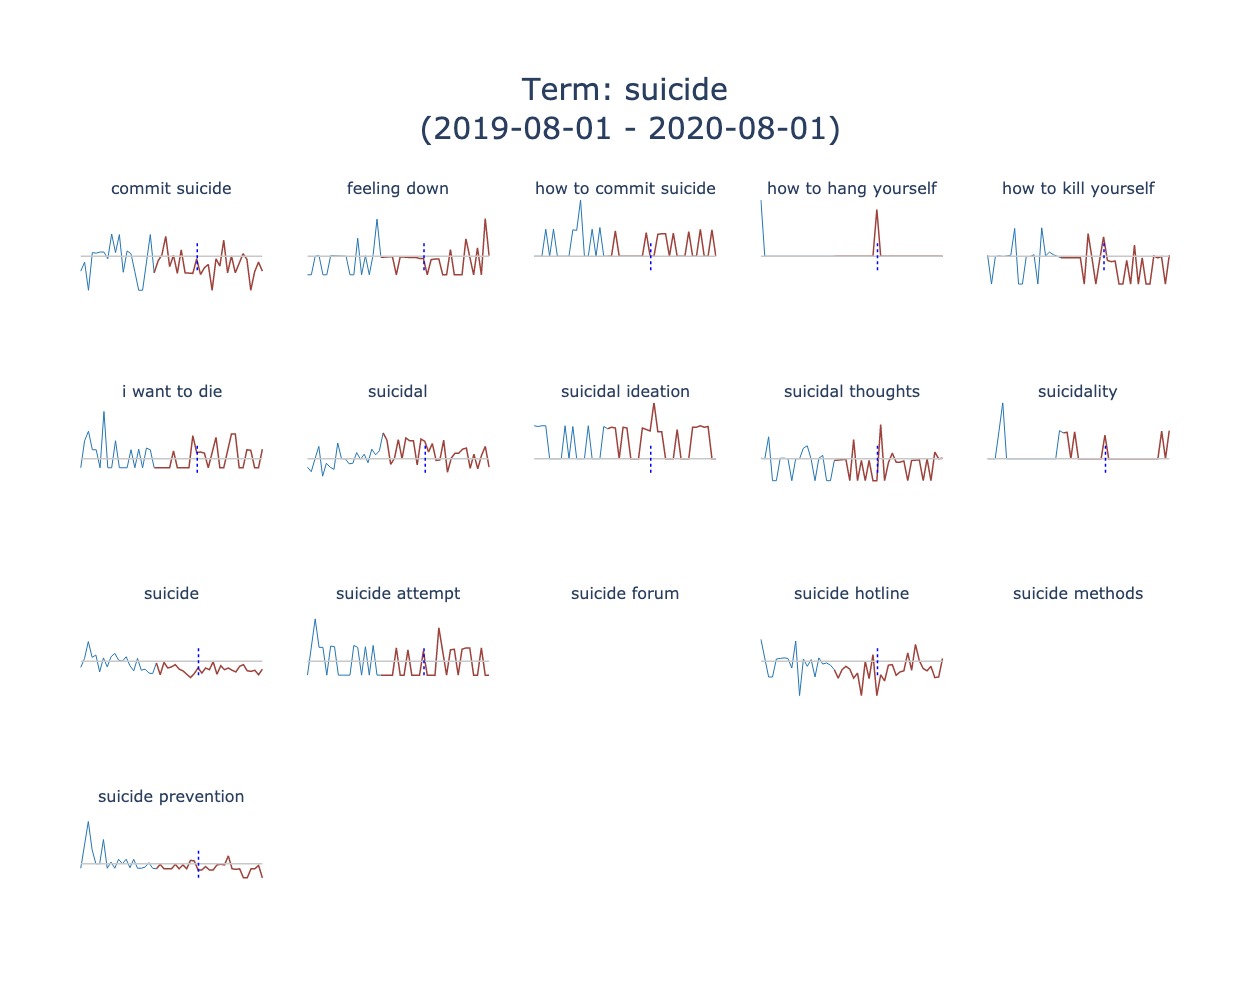 Term: suicide
(2019-08-01 - 2020-08-01)
commit suicide
feeling down
how to commit suicide
how to hang yourself
how to kill yourself
i want to die
suicidal
suicidal ideation
suicidal thoughts
suicidality
suicide
suicide attempt
suicide forum
suicide hotline
suicide methods
suicide prevention